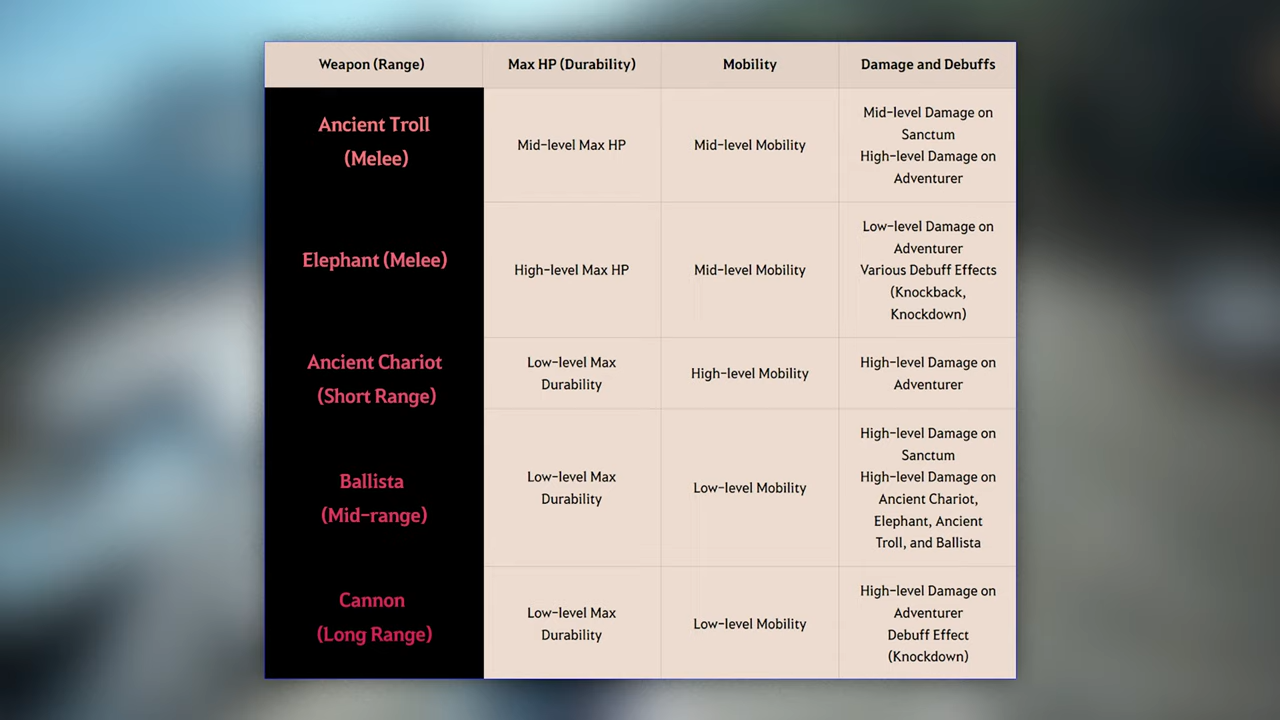 Weapon (Range)
Max HP (Durability)
Mobility
Damage and Debuffs
Ancient Troll
(Melee)
Mid-level Max HP
Mid-level Mobility
Mid-level Damage on
Sanctum
High-level Damage on
Adventurer
Elephant (Melee)
High-level Max HP
Mid-level Mobility
Low-level Damage on
Adventurer
Various Debuff Effects
(Knockback,
Knockdown)
Ancient Chariot
(Short Range)
Low-level Max
Durability
High-level Mobility
High-level Damage on
Adventurer
Ballista
(Mid-range)
Low-level Max
Durability
Low-level Mobility
High-level Damage on
Sanctum
High-level Damage on
Ancient Chariot,
Elephant, Ancient
Troll, and Ballista
Cannon
(Long Range)
Low-level Max
Durability
Low-level Mobility
High-level Damage on
Adventurer
Debuff Effect
(Knockdown)